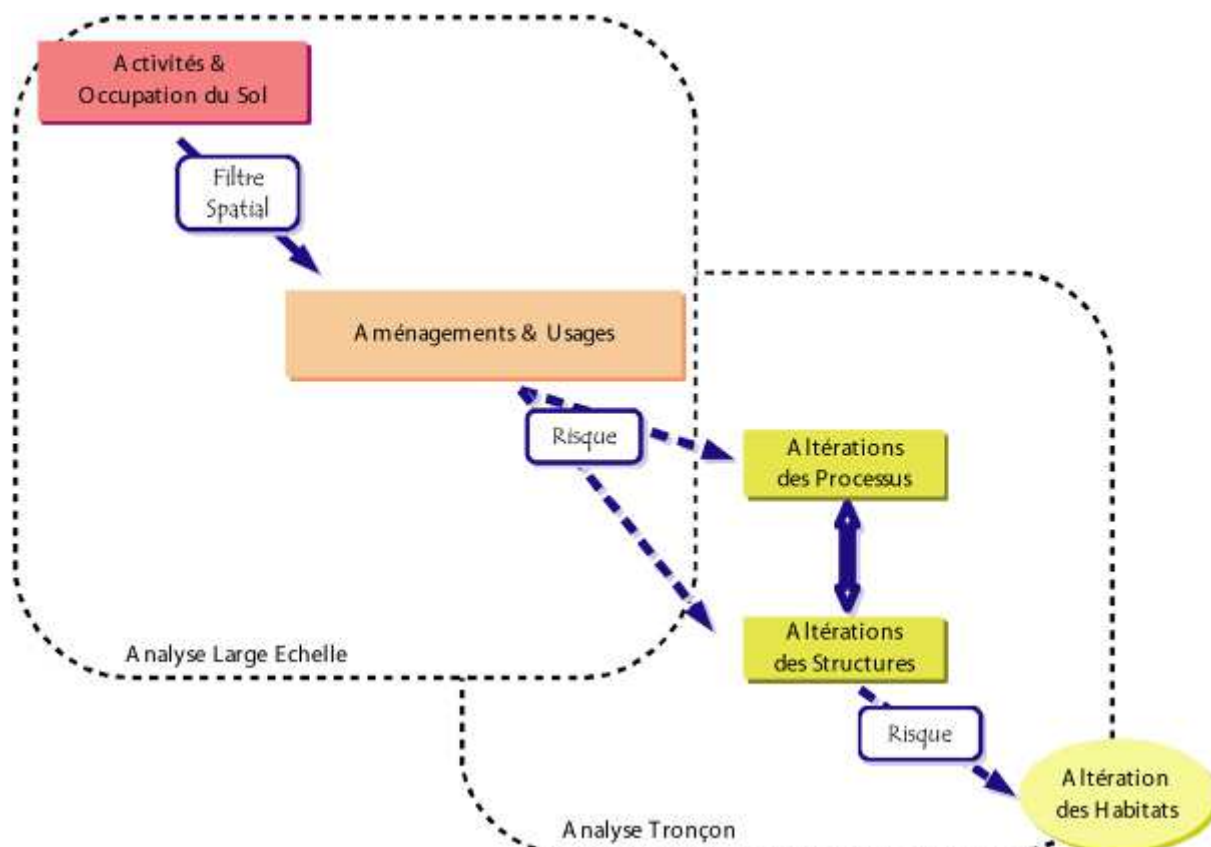 Activités &
Occupation du Sol
Filtre
Spatial
Aménagements & Usages
Risque
Altérations
des Processus
Altérations
des Structures
Analyse Large Echelle
Risque
Altération
des Habitats
Analyse Tronçon